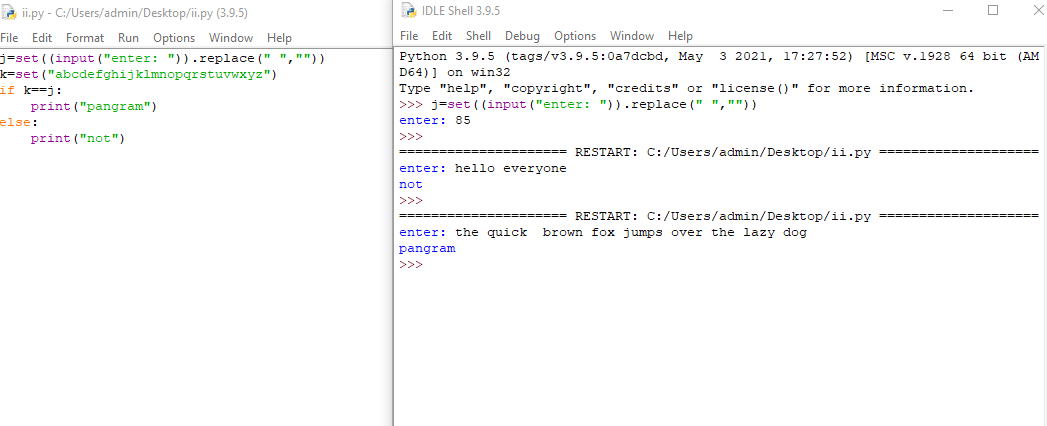 ii.py - C:/Users/admin/Desktop/ii.py (3.9.5)
File Edit Format Run Options Window Help
j=set((input("enter: ")).replace(" ",""))
k=set("abcdefghijklmnopqrstuvwxyz")
if k==j:
    print("pangram")
else:
    print("not")
IDLE Shell 3.9.5
File Edit Shell Debug Options Window Help
Python 3.9.5 (tags/v3.9.5:0a7dcbd, May  3 2021, 17:27:52) [MSC v.1928 64 bit (AM
D64)] on win32
Type "help", "copyright", "credits" or "license()" for more information.
>>> j=set((input("enter: ")).replace(" ",""))
enter: 85
>>>
===================== RESTART: C:/Users/admin/Desktop/ii.py ====================
enter: hello everyone
not
>>>
===================== RESTART: C:/Users/admin/Desktop/ii.py ====================
enter: the quick  brown fox jumps over the lazy dog
pangram
>>>